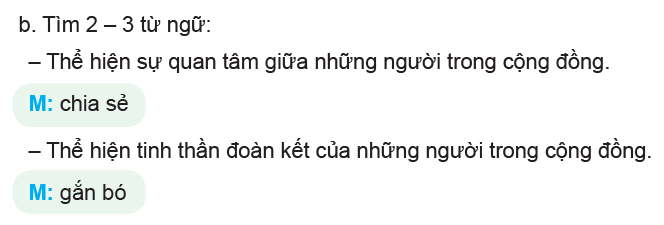 b. Tìm 2 – 3 từ ngữ:
– Thể hiện sự quan tâm giữa những người trong cộng đồng.
M: chia sẻ
– Thể hiện tinh thần đoàn kết của những người trong cộng đồng.
M: gắn bó